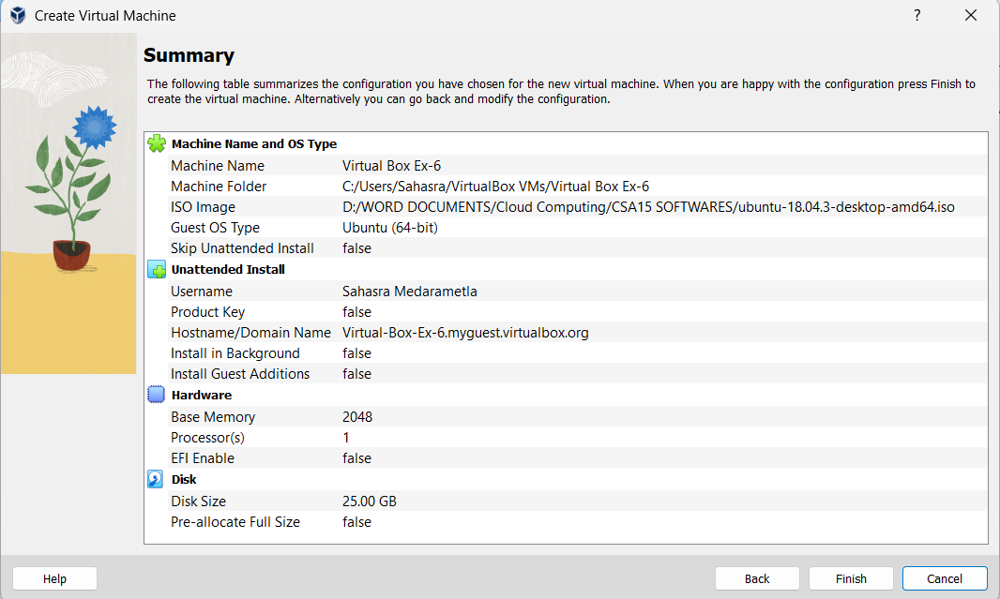 Create Virtual Machine
?
Summary
The following table summarizes the configuration you have chosen for the new virtual machine. When you are happy with the configuration press Finish to
create the virtual machine. Alternatively you can go back and modify the configuration.
Machine Name and OS Type
Machine Name Virtual Box Ex-6
Machine Folder C:/Users/Sahasra/VirtualBox VMs/Virtual Box Ex-6
ISO Image D:/WORD DOCUMENTS/Cloud Computing/CSA15 SOFTWARES/ubuntu-18.04.3-desktop-amd64.iso
Guest OS Type Ubuntu (64-bit)
Skip Unattended Install false
Unattended Install
Username Sahasra Medarametla
Product Key false
Hostname/Domain Name Virtual-Box-Ex-6.myguest.virtualbox.org
Install in Background false
Install Guest Additions false
Hardware
Base Memory 2048
Processor(s) 1
EFI Enable false
Disk
Disk Size 25.00 GB
Pre-allocate Full Size false
Help Back Finish Cancel